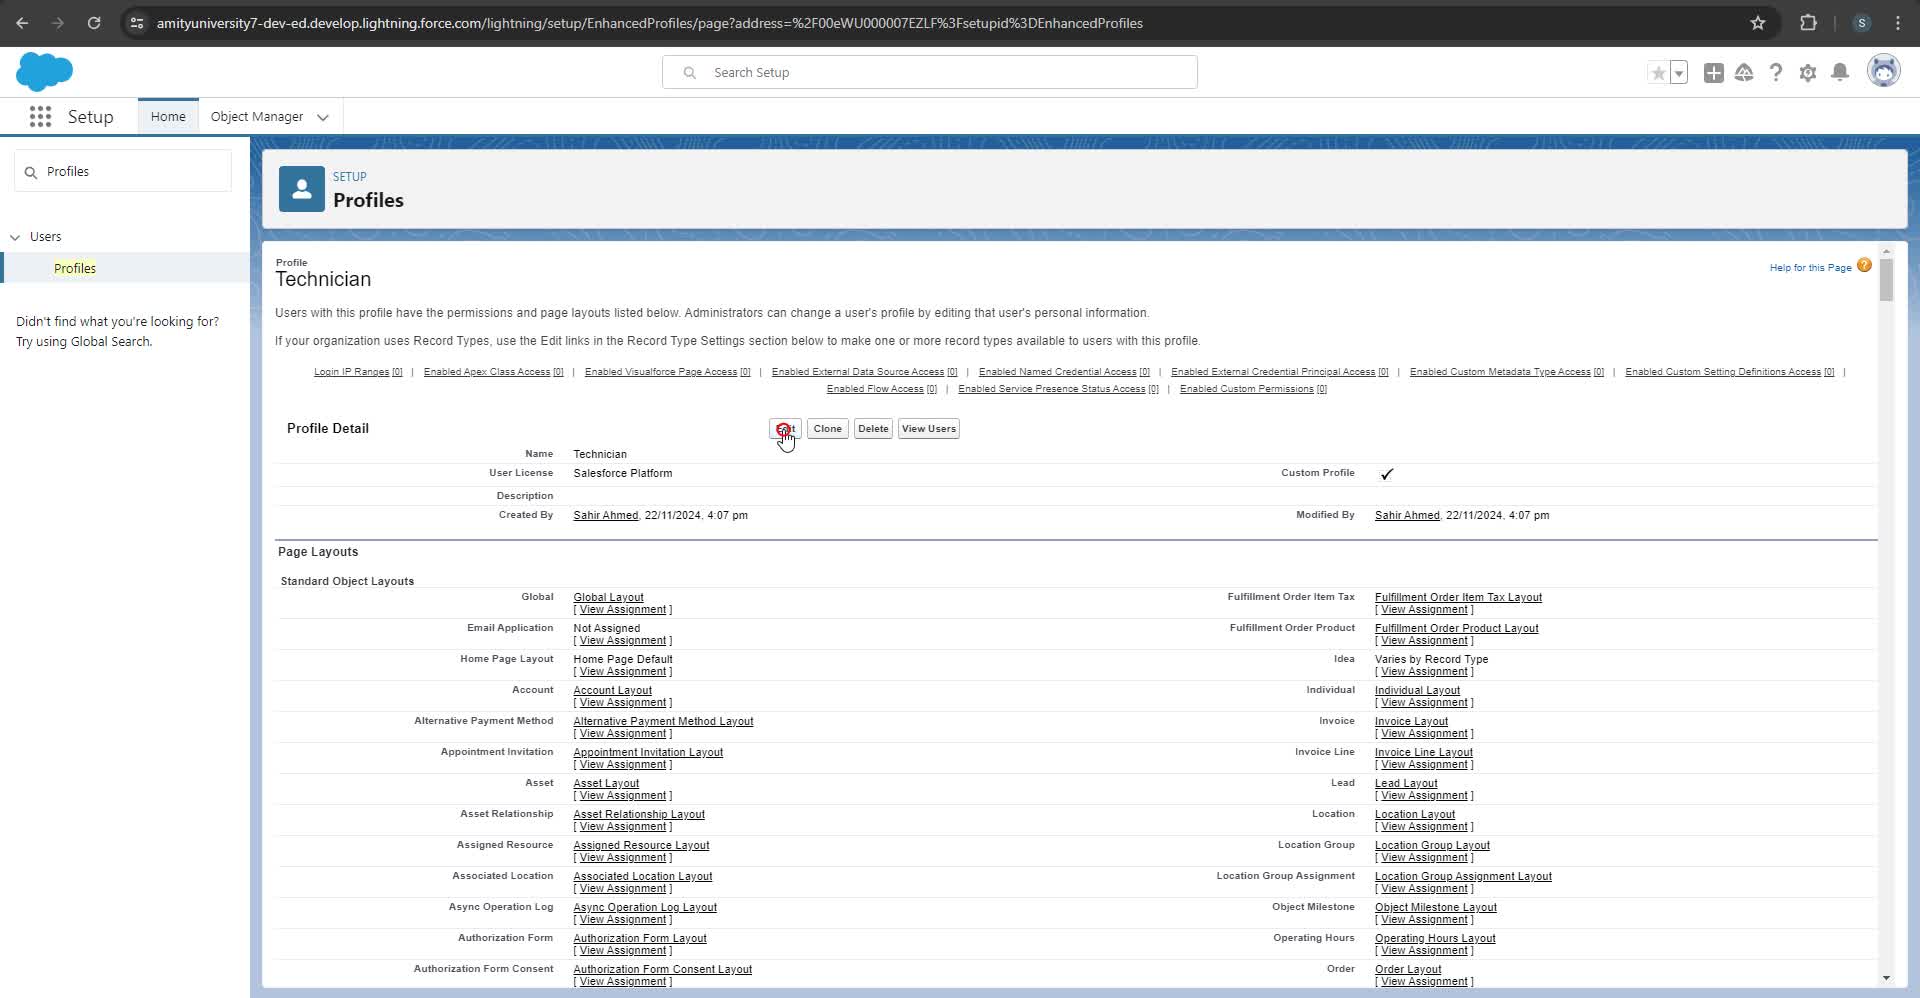 amityuniversity7-dev-ed.develop.lightning.force.com/lightning/setup/EnhancedProfiles/page?address=%2F00eWU000007EZLF%3Fsetupid%3DEnhancedProfiles
S
Search Setup
Setup
Home
Object Manager
Profiles
Users
Profiles
Didn't find what you're looking for?
Try using Global Search.
SETUP
Profiles
Profile
Technician
Help for this Page ?
Users with this profile have the permissions and page layouts listed below. Administrators can change a user's profile by editing that user's personal information.
If your organization uses Record Types, use the Edit links in the Record Type Settings section below to make one or more record types available to users with this profile.
Login IP Ranges [0] | Enabled Apex Class Access [0] | Enabled Visualforce Page Access [0] | Enabled External Data Source Access [0] | Enabled Named Credential Access [0] | Enabled External Credential Principal Access [0] | Enabled Custom Metadata Type Access [0] | Enabled Custom Setting Definitions Access [0] |
Enabled Flow Access [0] | Enabled Service Presence Status Access [0] | Enabled Custom Permissions [0]
Profile Detail
Clone Delete View Users
Name Technician
User License Salesforce Platform Custom Profile ✓
Description
Created By Sahir Ahmed, 22/11/2024, 4:07 pm Modified By Sahir Ahmed, 22/11/2024, 4:07 pm
Page Layouts
Standard Object Layouts
Global Global Layout Fulfillment Order Item Tax Fulfillment Order Item Tax Layout
[ View Assignment ] [ View Assignment ]
Email Application Not Assigned Fulfillment Order Product Fulfillment Order Product Layout
[ View Assignment ] [ View Assignment ]
Home Page Layout Home Page Default Idea Varies by Record Type
[ View Assignment ] [ View Assignment ]
Account Account Layout Individual Individual Layout
[ View Assignment ] [ View Assignment ]
Alternative Payment Method Alternative Payment Method Layout Invoice Invoice Layout
[ View Assignment ] [ View Assignment ]
Appointment Invitation Appointment Invitation Layout Invoice Line Invoice Line Layout
[ View Assignment ] [ View Assignment ]
Asset Asset Layout Lead Lead Layout
[ View Assignment ] [ View Assignment ]
Asset Relationship Asset Relationship Layout Location Location Layout
[ View Assignment ] [ View Assignment ]
Assigned Resource Assigned Resource Layout Location Group Location Group Layout
[ View Assignment ] [ View Assignment ]
Associated Location Associated Location Layout Location Group Assignment Location Group Assignment Layout
[ View Assignment ] [ View Assignment ]
Async Operation Log Async Operation Log Layout Object Milestone Object Milestone Layout
[ View Assignment ] [ View Assignment ]
Authorization Form Authorization Form Layout Operating Hours Operating Hours Layout
[ View Assignment ] [ View Assignment ]
Authorization Form Consent Authorization Form Consent Layout Order Order Layout
[ View Assignment ] [ View Assignment ]